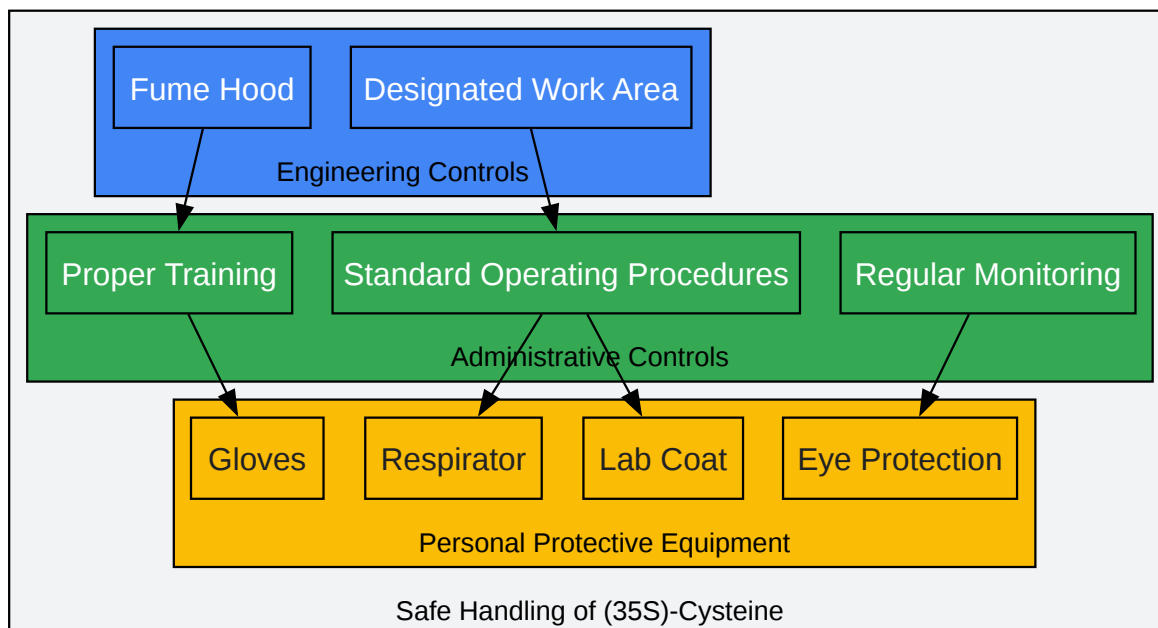 Fume Hood
Designated Work Area
Engineering Controls
Proper Training
Standard Operating Procedures
Regular Monitoring
Administrative Controls
Gloves
Respirator
Lab Coat
Eye Protection
Personal Protective Equipment
Safe Handling of (35S)-Cysteine